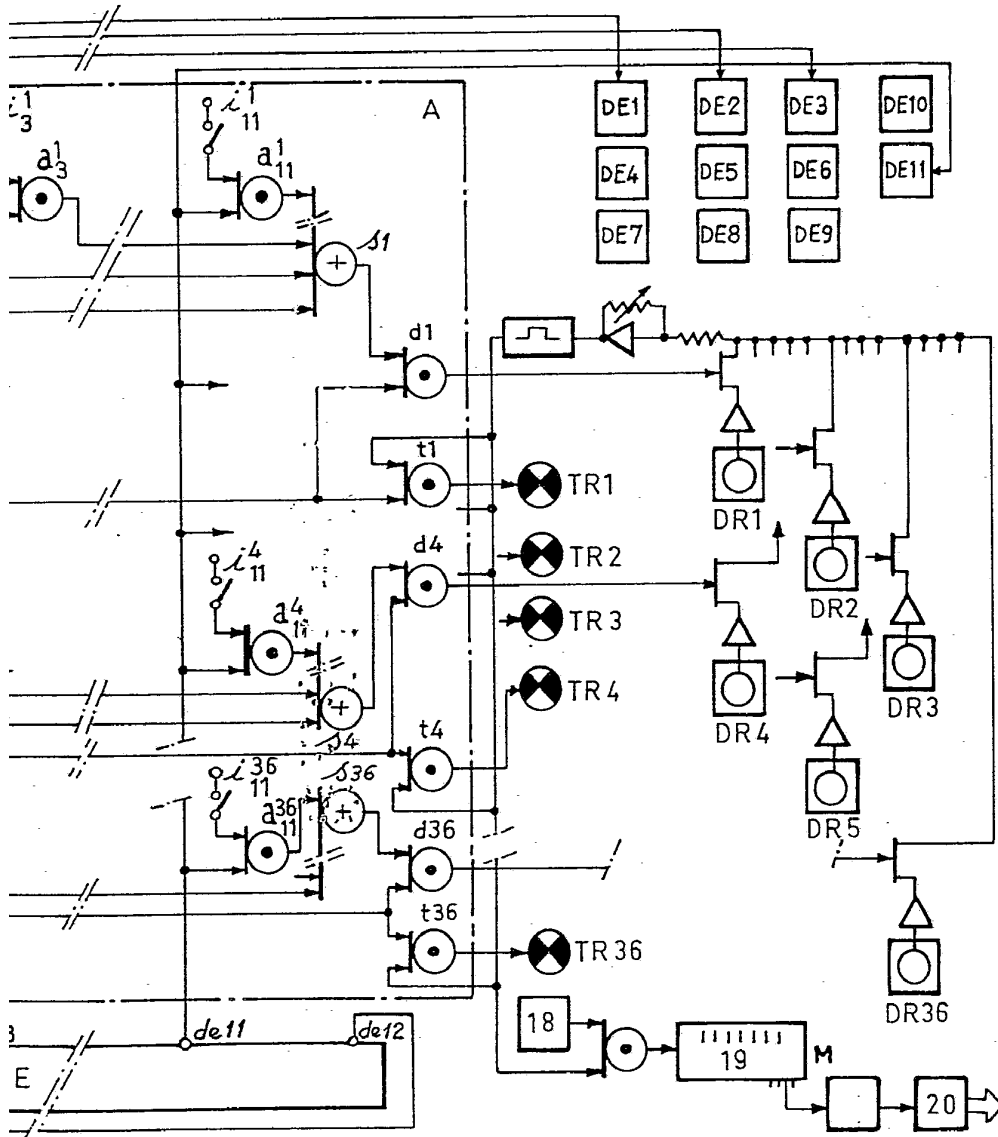 i¹₃
i¹₁₁
A
DE1
DE2
DE3
DE10
a¹₃
a¹₁₁
DE4
DE5
DE6
DE11
s1
DE7
DE8
DE9
d1
t1
TR1
DR1
i⁴₁₁
d4
TR2
DR2
a⁴₁₁
TR3
TR4
DR3
s4
t4
DR4
i³⁶₁₁
s36
a³⁶₁₁
DR5
d36
t36
TR36
DR36
18
de11
de12
19
M
E
20